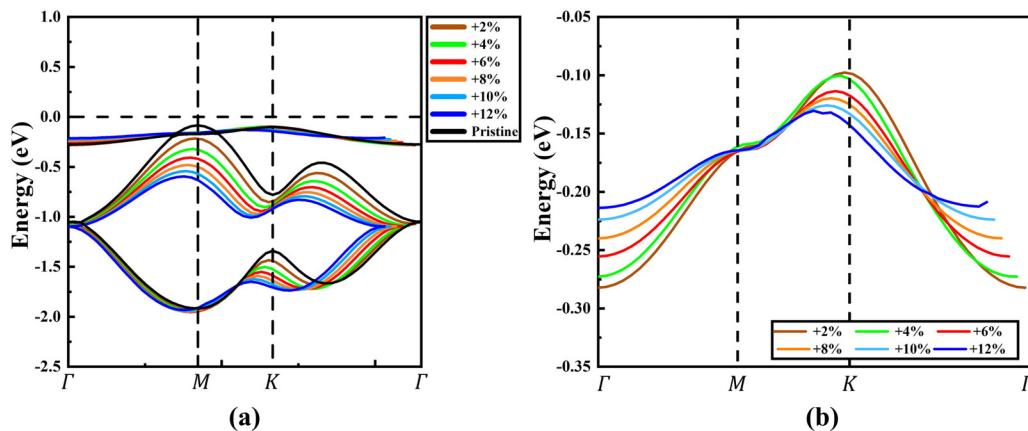 1.0
0.5
0.0
-0.5
-1.0
-1.5
-2.0
-2.5
Energy (eV)
Γ
M
K
Γ
+2%
+4%
+6%
+8%
+10%
+12%
Pristine
(a)
-0.05
-0.10
-0.15
-0.20
-0.25
-0.30
-0.35
Energy (eV)
Γ
M
K
Γ
+2% +4% +6%
+8% +10% +12%
(b)